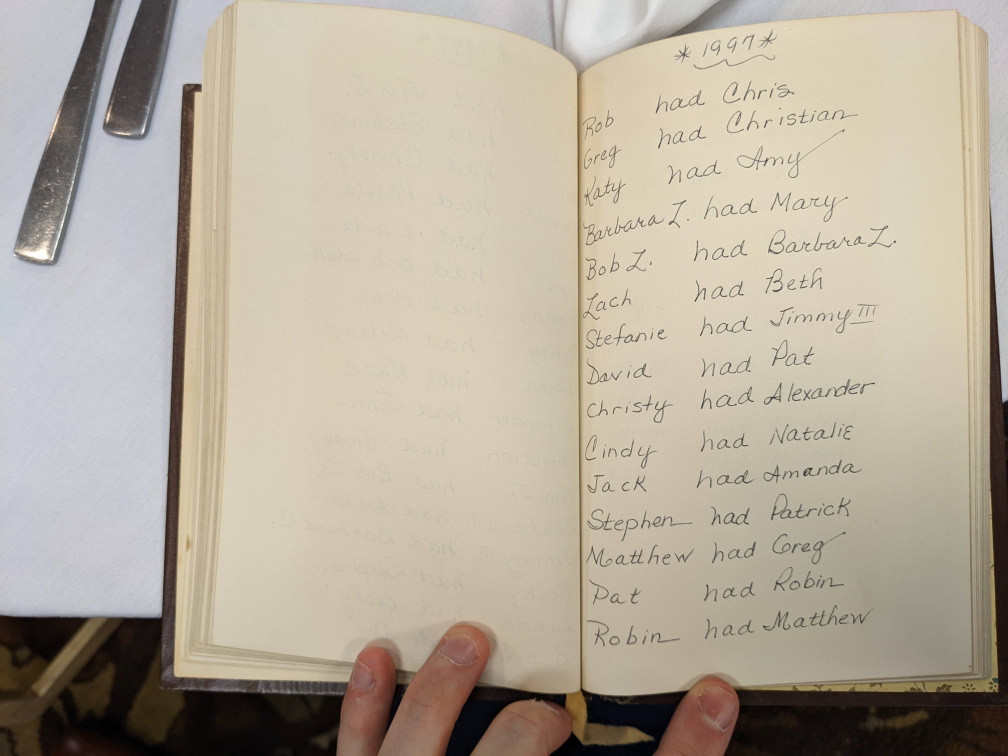 * 1997 *
Rob had Chris
Greg had Christian
Katy had Amy
Barbara Z. had Mary
Bob Z. had Barbara Z.
Zach had Beth
Stefanie had Jimmy III
David had Pat
Christy had Alexander
Cindy had Natalie
Jack had Amanda
Stephen had Patrick
Matthew had Greg
Pat had Robin
Robin had Matthew